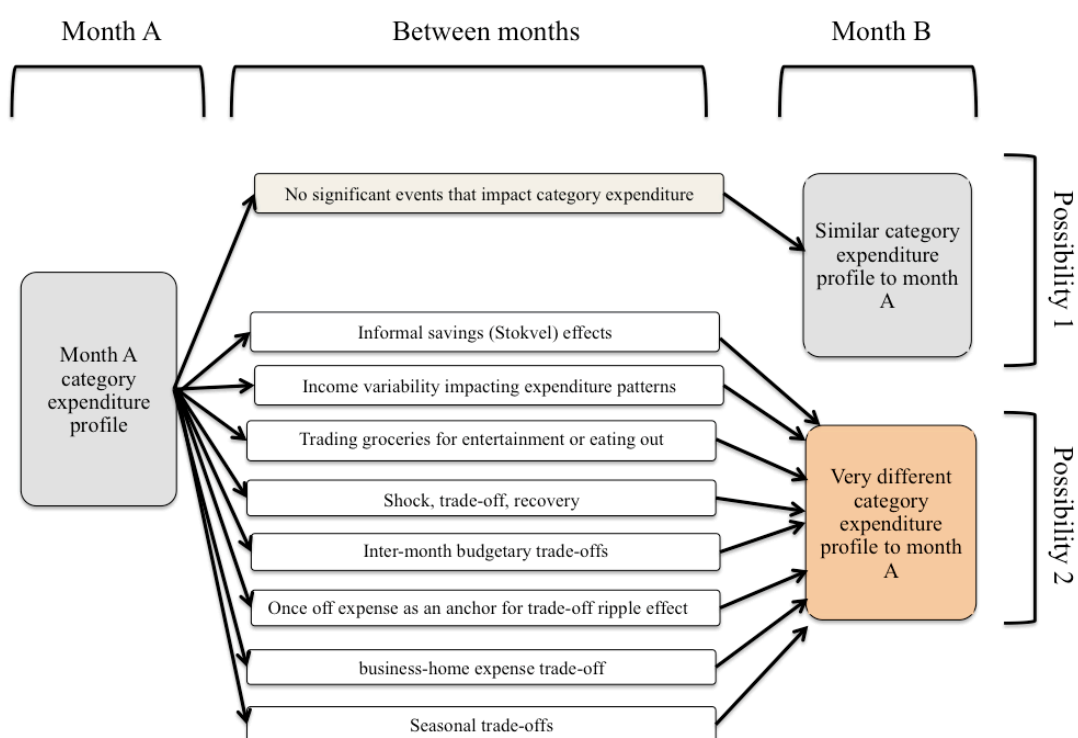 Month A
Between months
Month B
No significant events that impact category expenditure
Similar category
expenditure
profile to month
A
Possibility 1
Month A
category
expenditure
profile
Informal savings (Stokvel) effects
Income variability impacting expenditure patterns
Trading groceries for entertainment or eating out
Shock, trade-off, recovery
Inter-month budgetary trade-offs
Once off expense as an anchor for trade-off ripple effect
business-home expense trade-off
Seasonal trade-offs
Very different
category
expenditure
profile to month
A
Possibility 2